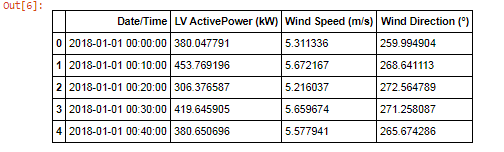 Out[6]:
Date/Time LV ActivePower (kW) Wind Speed (m/s) Wind Direction (°)
0 2018-01-01 00:00:00 380.047791 5.311336 259.994904
1 2018-01-01 00:10:00 453.769196 5.672167 268.641113
2 2018-01-01 00:20:00 306.376587 5.216037 272.564789
3 2018-01-01 00:30:00 419.645905 5.659674 271.258087
4 2018-01-01 00:40:00 380.650696 5.577941 265.674286